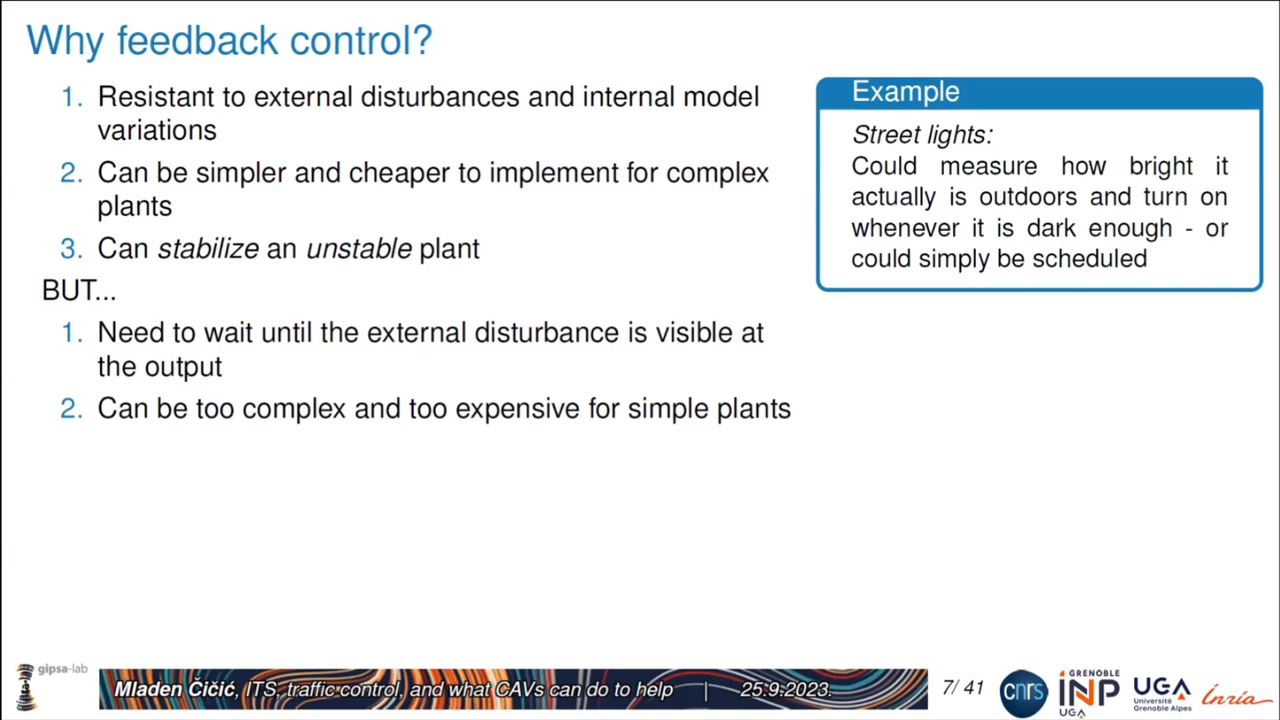 Why feedback control?
1. Resistant to external disturbances and internal model
variations
2. Can be simpler and cheaper to implement for complex
plants
3. Can stabilize an unstable plant
BUT...
1. Need to wait until the external disturbance is visible at
the output
2. Can be too complex and too expensive for simple plants
Example
Street lights:
Could measure how bright it
actually is outdoors and turn on
whenever it is dark enough - or
could simply be scheduled
gipsa-lab
Mladen Čičić, ITS, traffic control, and what CAVs can do to help | 25.9.2023.
7/ 41
cnrs
GRENOBLE
INP
UGA
UGA
Université
Grenoble Alpes
Inria